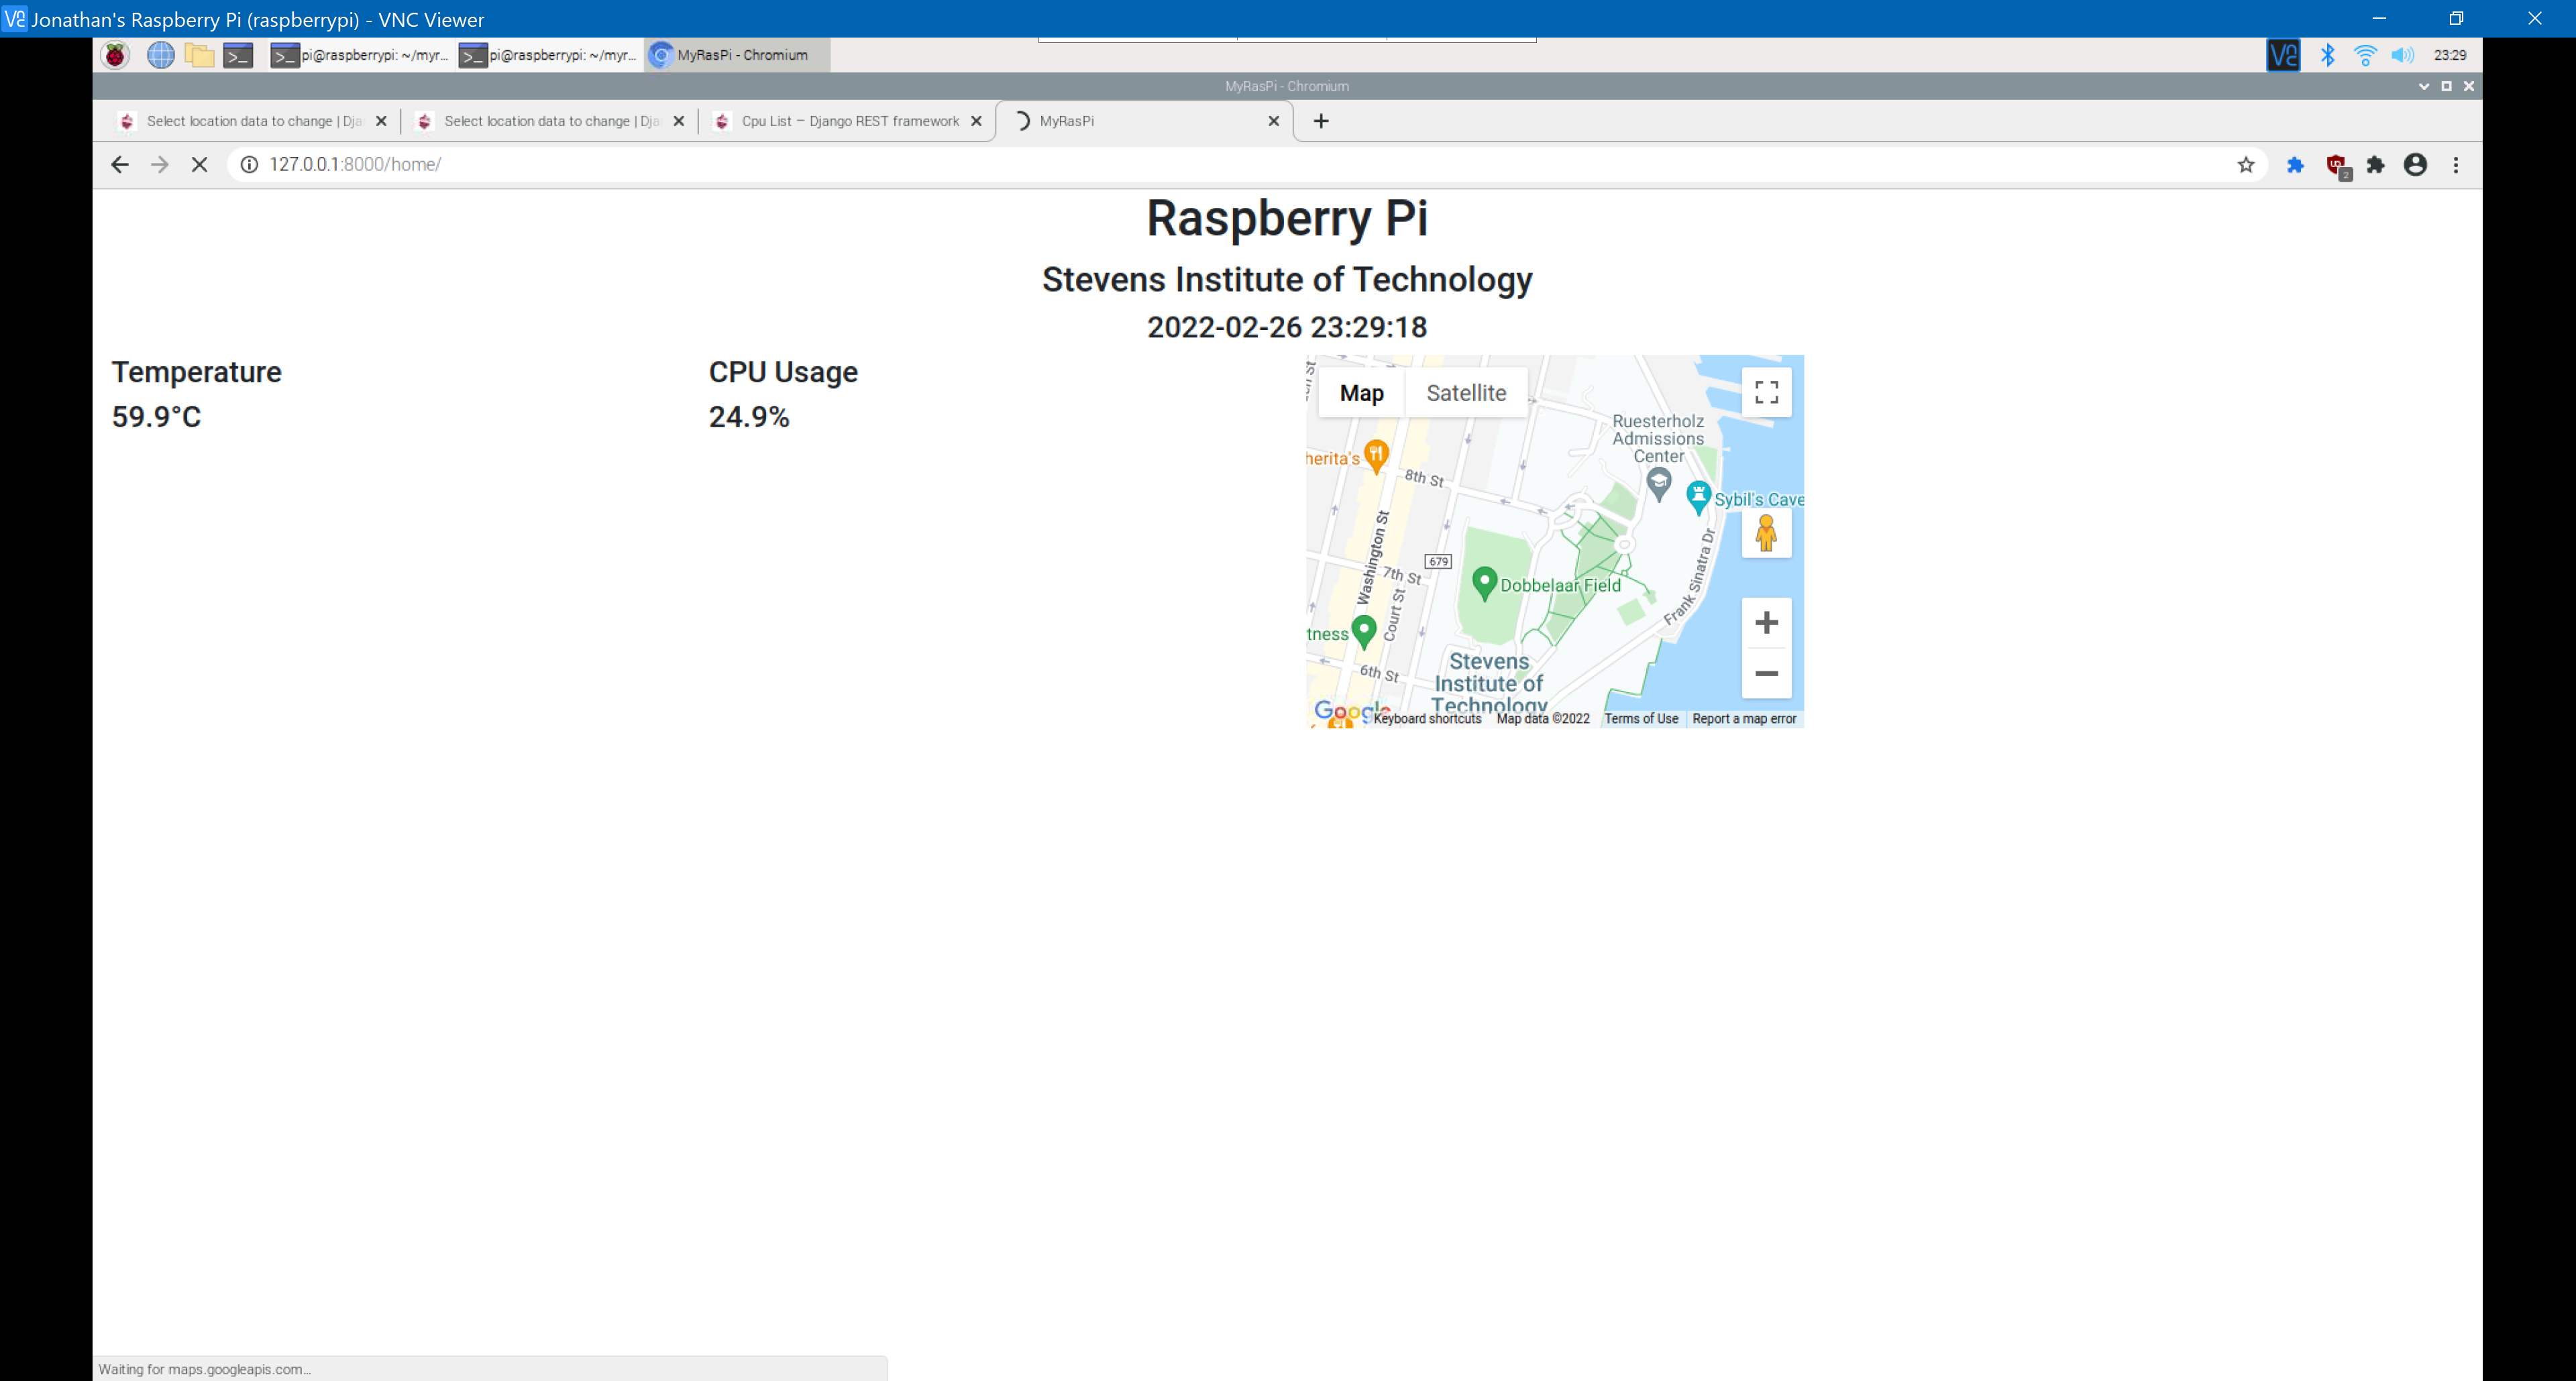 Jonathan's Raspberry Pi (raspberrypi) - VNC Viewer
pi@raspberrypi: ~/myr... pi@raspberrypi: ~/myr... MyRasPi - Chromium 23:29
MyRasPi - Chromium
Select location data to change | Dja Select location data to change | Dja Cpu List – Django REST framework MyRasPi
127.0.0.1:8000/home/
2
Raspberry Pi
Stevens Institute of Technology
2022-02-26 23:29:18
Temperature
59.9°C
CPU Usage
24.9%
Map Satellite
Ruesterholz
Admissions
Center
herita's
8th St
Sybil's Cave
Washington St
679
7th St
Dobbelaar Field
Frank Sinatra Dr
Court St
tness
6th St
Stevens
Institute of
Technology
Google
Keyboard shortcuts Map data ©2022 Terms of Use Report a map error
Waiting for maps.googleapis.com...